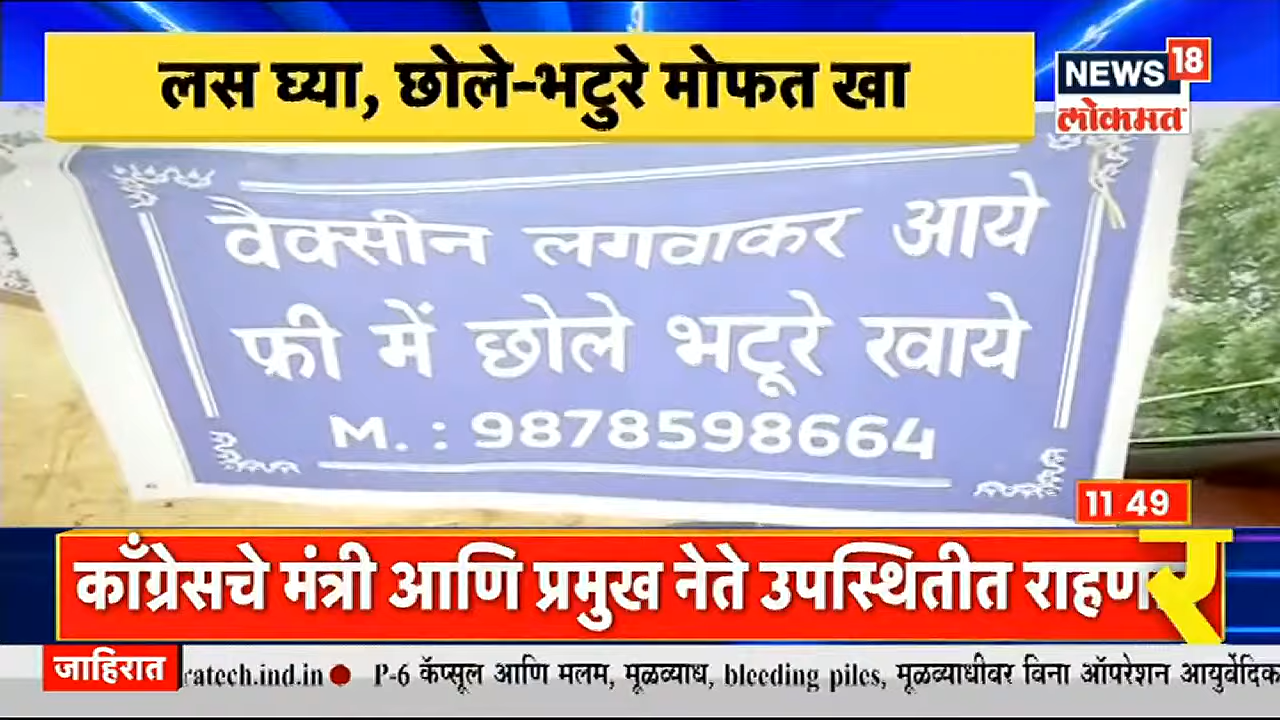 लस घ्या, छोले-भटुरे मोफत खा
NEWS 18
लोकमत
वैक्सीन लगवाकर आये
फ्री में छोले भटूरे खाये
M. : 9878598664
11 49
काँग्रेसचे मंत्री आणि प्रमुख नेते उपस्थितीत
जाहिरात ratech.ind.in ● P-6 कॅप्सूल आणि मलम, मूळव्याध, bleeding piles, मूळव्याधीवर विना ऑपरेशन आयुर्वेदिक